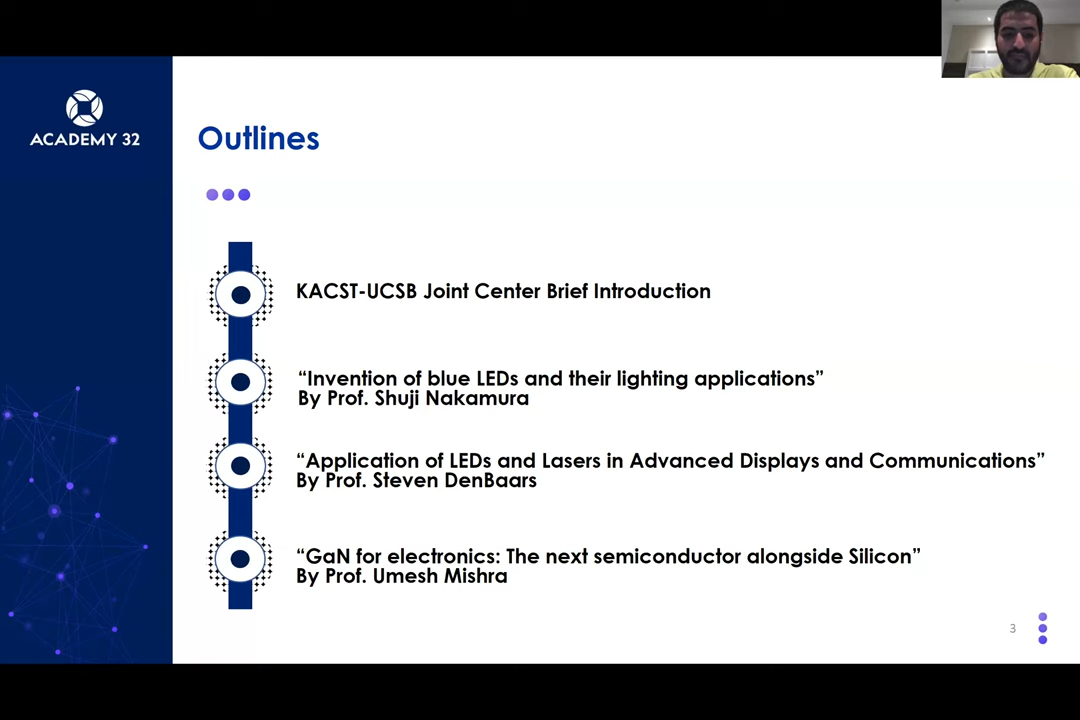 ACADEMY 32
Outlines
KACST-UCSB Joint Center Brief Introduction
“Invention of blue LEDs and their lighting applications”
By Prof. Shuji Nakamura
“Application of LEDs and Lasers in Advanced Displays and Communications”
By Prof. Steven DenBaars
“GaN for electronics: The next semiconductor alongside Silicon”
By Prof. Umesh Mishra
3